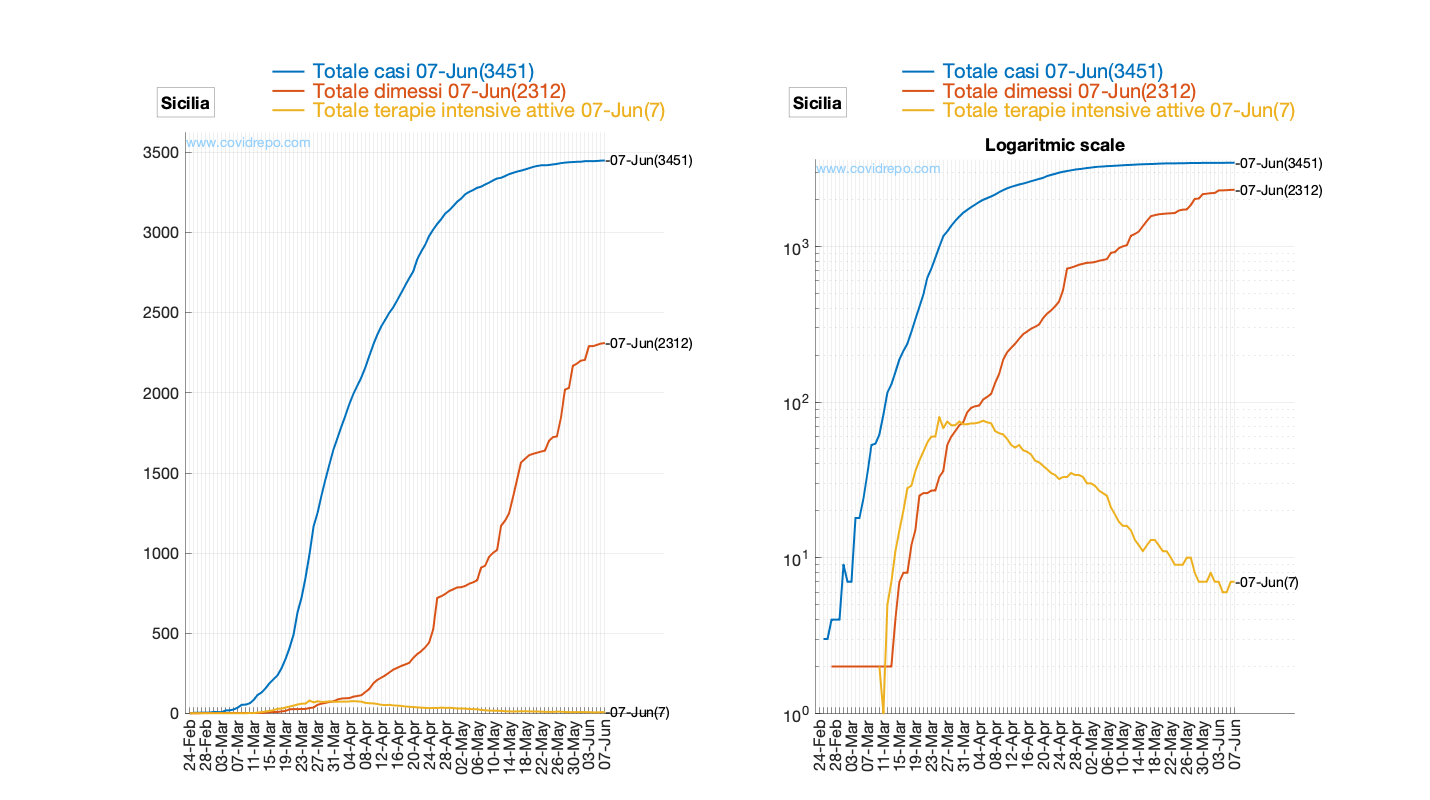 Totale casi 07-Jun(3451)
Totale dimessi 07-Jun(2312)
Totale terapie intensive attive 07-Jun(7)
Sicilia
www.covidrepo.com
3500
3000
2500
2000
1500
1000
500
0
07-Jun(3451)
07-Jun(2312)
07-Jun(7)
24-Feb
28-Feb
03-Mar
07-Mar
11-Mar
15-Mar
19-Mar
23-Mar
27-Mar
31-Mar
04-Apr
08-Apr
12-Apr
16-Apr
20-Apr
24-Apr
28-Apr
02-May
06-May
10-May
14-May
18-May
22-May
26-May
30-May
03-Jun
07-Jun
Totale casi 07-Jun(3451)
Totale dimessi 07-Jun(2312)
Totale terapie intensive attive 07-Jun(7)
Sicilia
Logaritmic scale
www.covidrepo.com
10³
10²
10¹
10⁰
07-Jun(3451)
07-Jun(2312)
07-Jun(7)
24-Feb
28-Feb
03-Mar
07-Mar
11-Mar
15-Mar
19-Mar
23-Mar
27-Mar
31-Mar
04-Apr
08-Apr
12-Apr
16-Apr
20-Apr
24-Apr
28-Apr
02-May
06-May
10-May
14-May
18-May
22-May
26-May
30-May
03-Jun
07-Jun